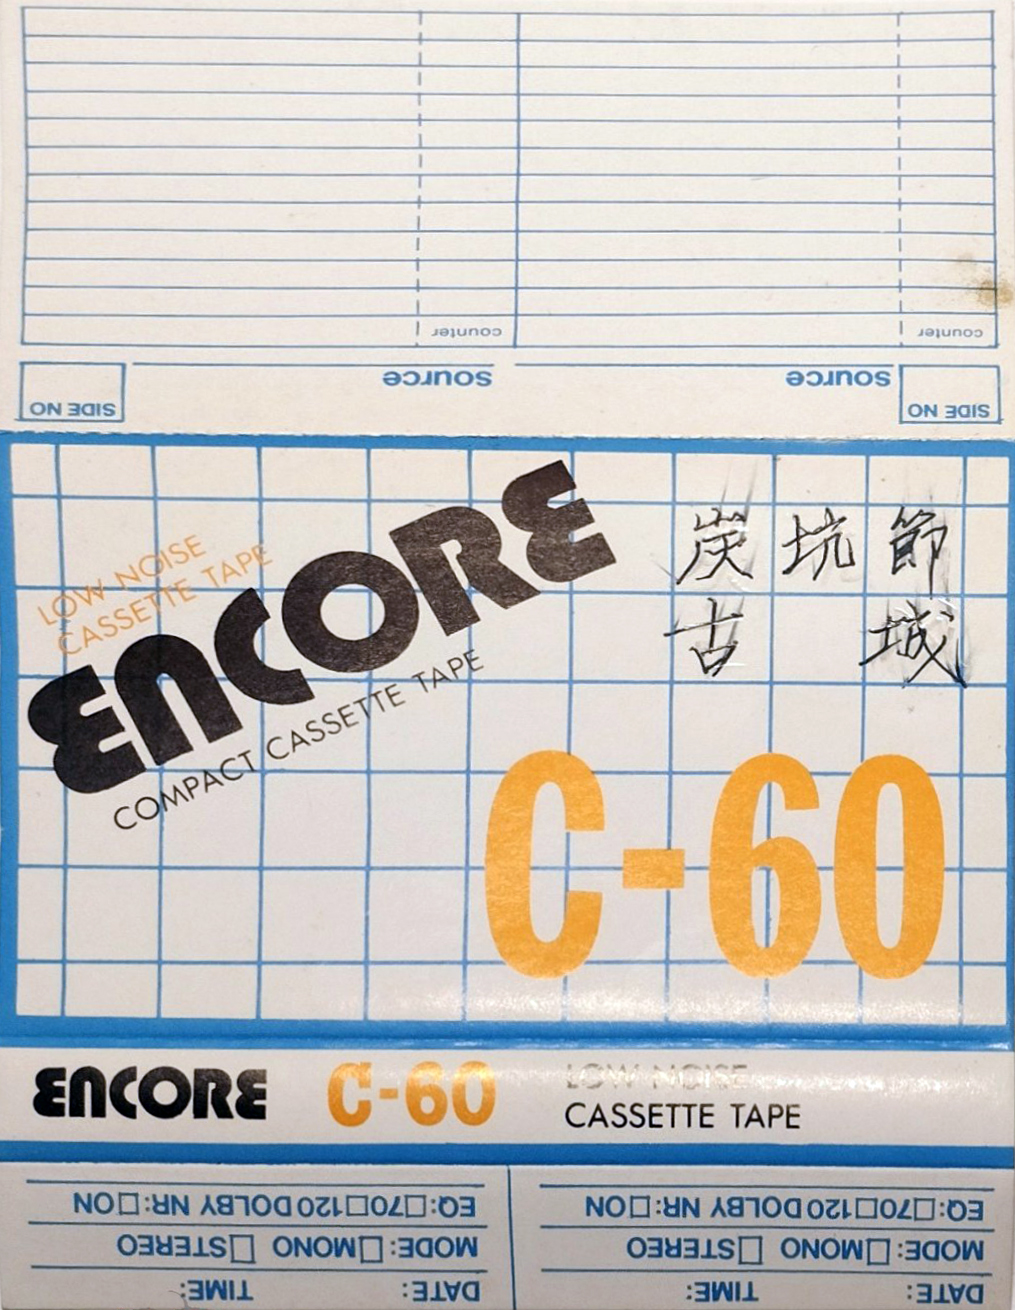 counter counter
Source Source
SIDE NO SIDE NO
LOW NOISE
CASSETTE TAPE
ENCORE
COMPACT CASSETTE TAPE
炭坑節
古城
C-60
ENCORE C-60 LOW NOISE
CASSETTE TAPE
EQ:□70□120 DOLBY NR:□ON EQ:□70□120 DOLBY NR:□ON
MODE:□MONO □STEREO MODE:□MONO □STEREO
DATE: TIME: DATE: TIME: